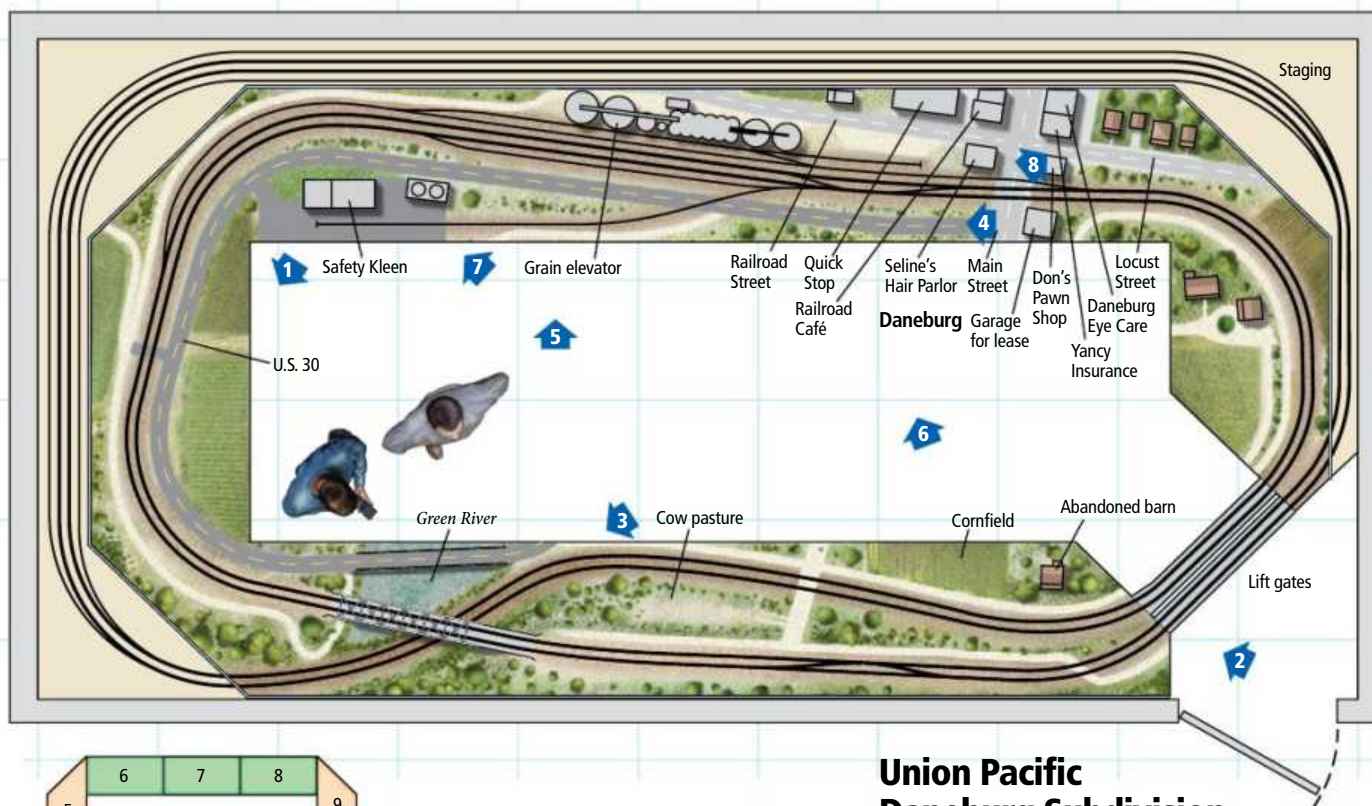 Staging
8
4
1
Safety Kleen
7
Grain elevator
Railroad
Street
Quick
Stop
Railroad
Café
Seline's
Hair Parlor
Main
Street
Daneburg
Garage
for lease
Don's
Pawn
Shop
Locust
Street
Daneburg
Eye Care
Yancy
Insurance
5
U.S. 30
6
Green River
3
Cow pasture
Cornfield
Abandoned barn
Lift gates
2
6
7
8
5
9
Union Pacific
Daneburg Subdivision